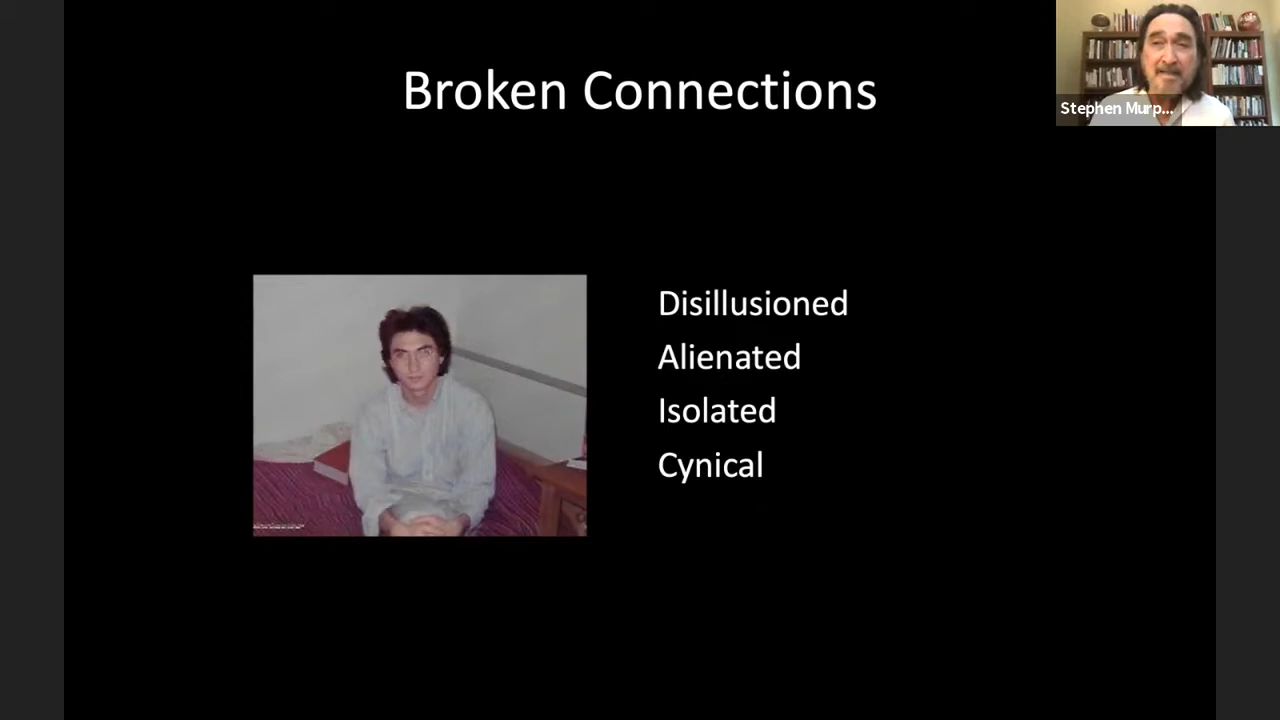 Broken Connections
Stephen Murp...
Disillusioned
Alienated
Isolated
Cynical